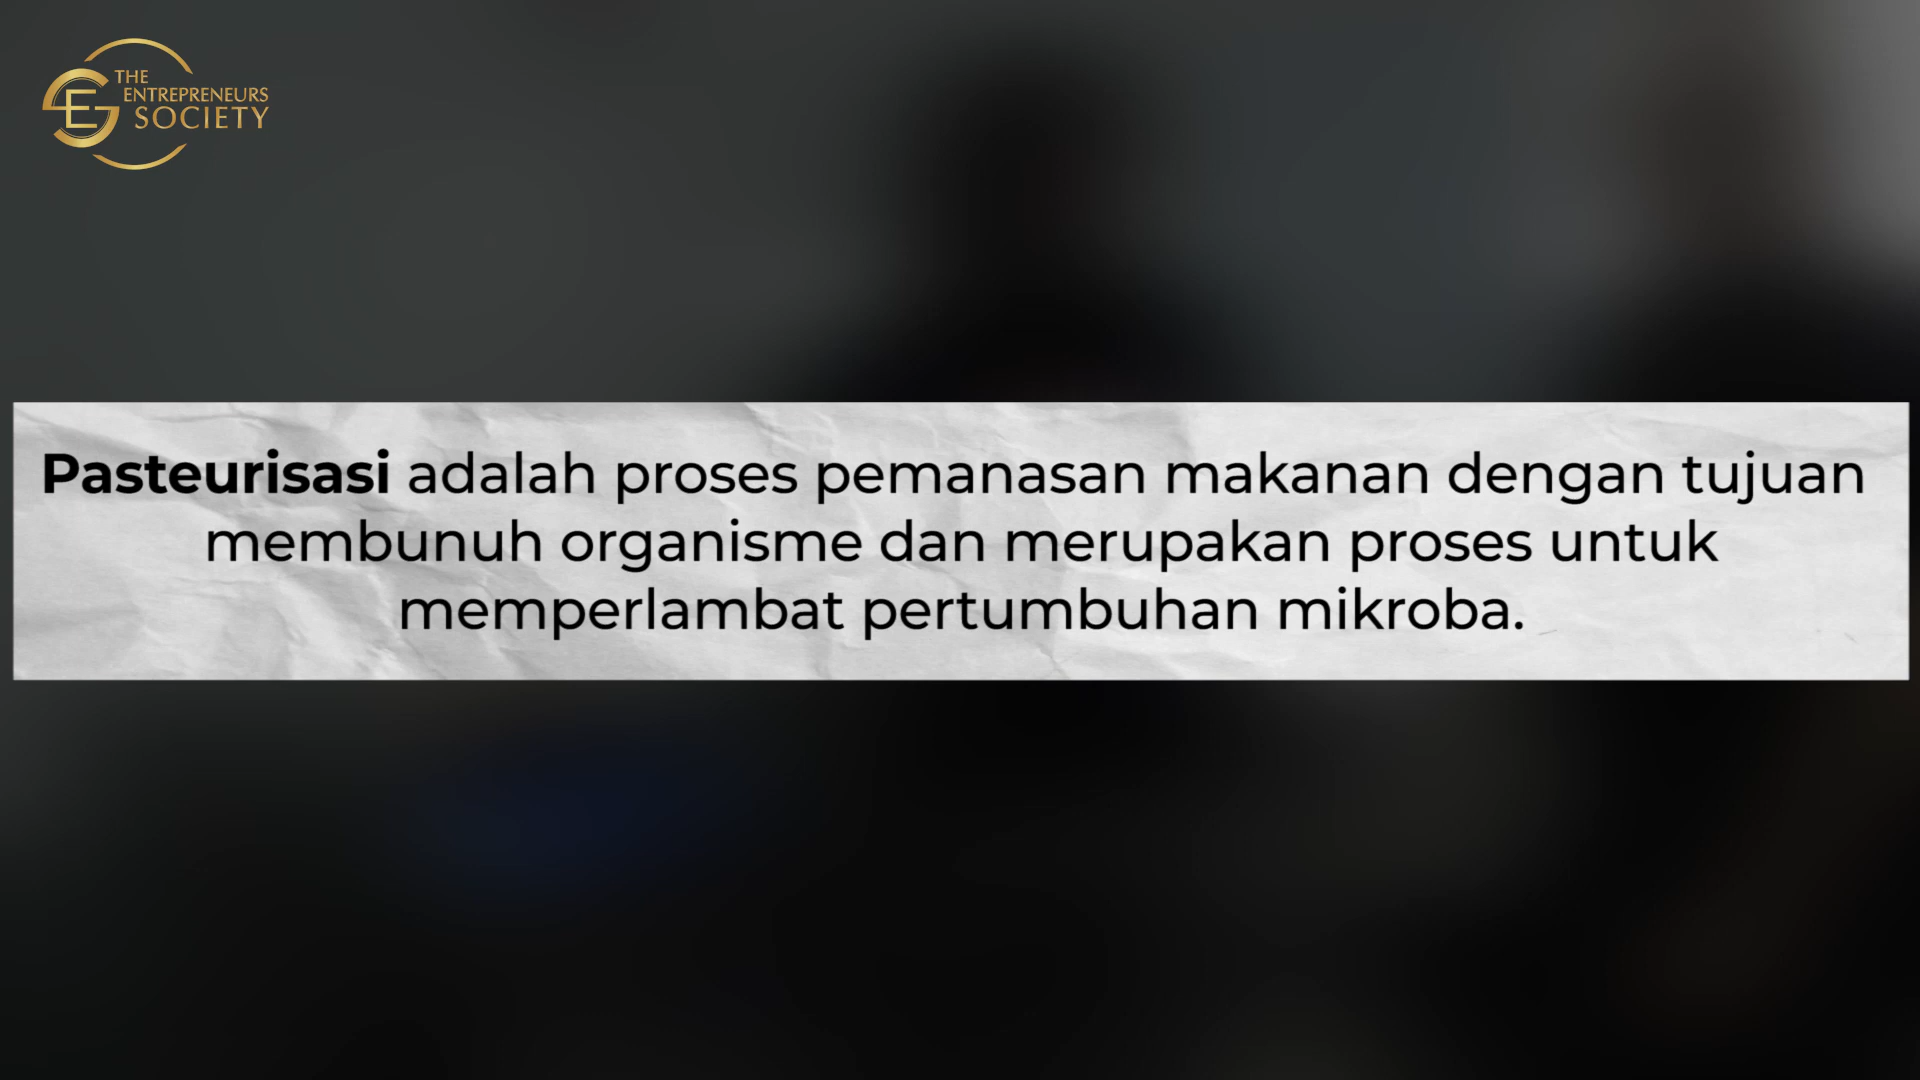 THE
ENTREPRENEURS
SOCIETY
Pasteurisasi adalah proses pemanasan makanan dengan tujuan
membunuh organisme dan merupakan proses untuk
memperlambat pertumbuhan mikroba.